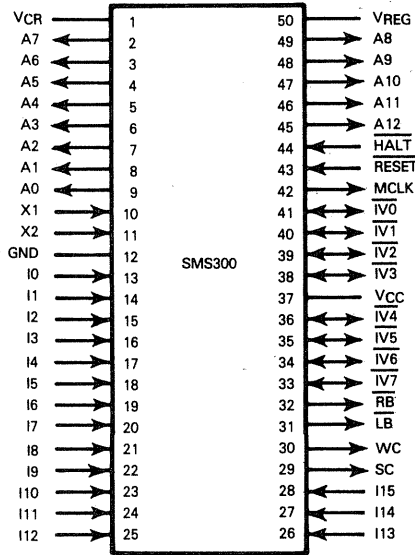 VCR 1 50 VREG
A7 2 49 A8
A6 3 48 A9
A5 4 47 A10
A4 5 46 A11
A3 6 45 A12
A2 7 44 HALT
A1 8 43 RESET
A0 9 42 MCLK
X1 10 41 IV0
X2 11 40 IV1
GND 12 39 IV2
SMS300
I0 13 38 IV3
I1 14 37 VCC
I2 15 36 IV4
I3 16 35 IV5
I4 17 34 IV6
I5 18 33 IV7
I6 19 32 RB
I7 20 31 LB
I8 21 30 WC
I9 22 29 SC
I10 23 28 I15
I11 24 27 I14
I12 25 26 I13